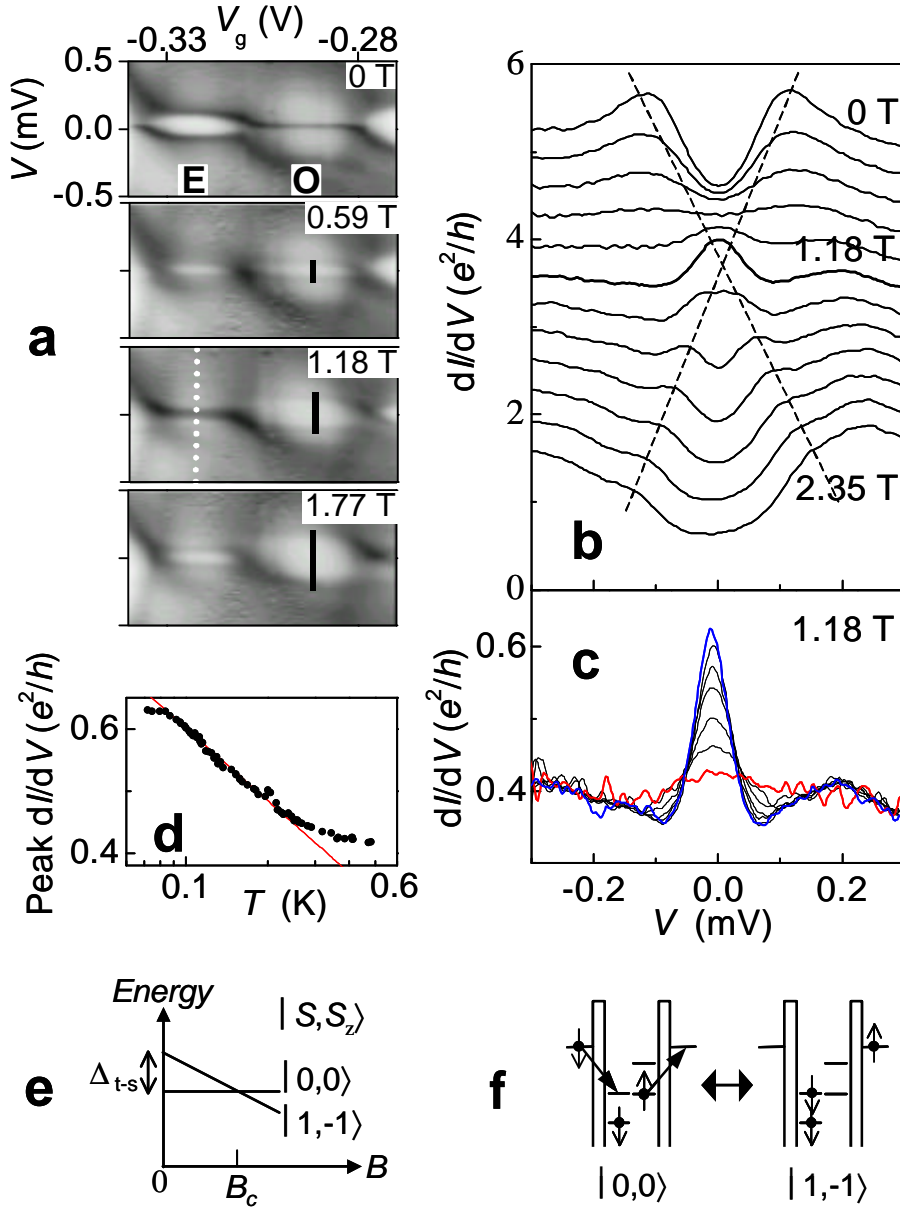 V_g (V)
-0.33 -0.28
0.5
0.0
-0.5
V (mV)
0 T
E O
0.59 T
a
1.18 T
1.77 T
6
4
2
0
dI/dV (e²/h)
0 T
1.18 T
2.35 T
b
0.6
0.4
dI/dV (e²/h)
1.18 T
c
-0.2 0.0 0.2
V (mV)
0.6
0.4
Peak dI/dV (e²/h)
d
0.1 0.6
T (K)
Energy
| S,S_z⟩
Δ_t-s
| 0,0⟩
| 1,-1⟩
e
0
B_c
B
f
| 0,0⟩ | 1,-1⟩